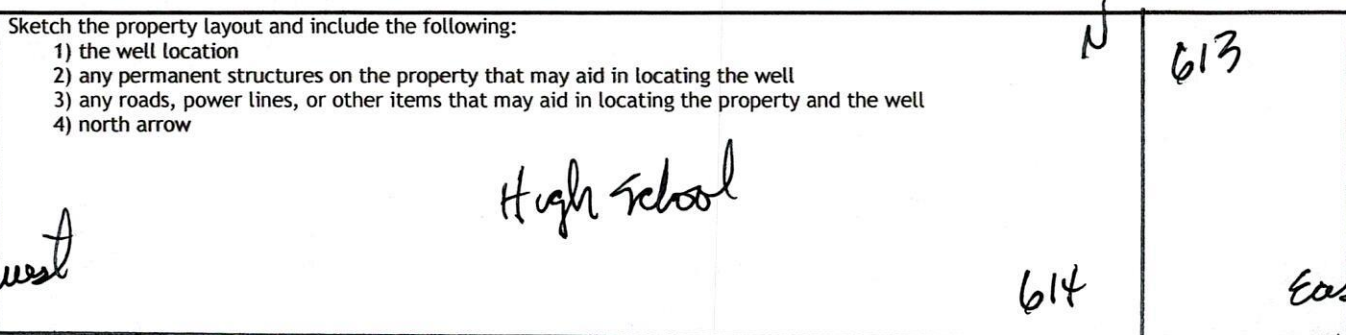 Sketch the property layout and include the following:
1) the well location
2) any permanent structures on the property that may aid in locating the well
3) any roads, power lines, or other items that may aid in locating the property and the well
4) north arrow
N
613
High School
west
614
Eas